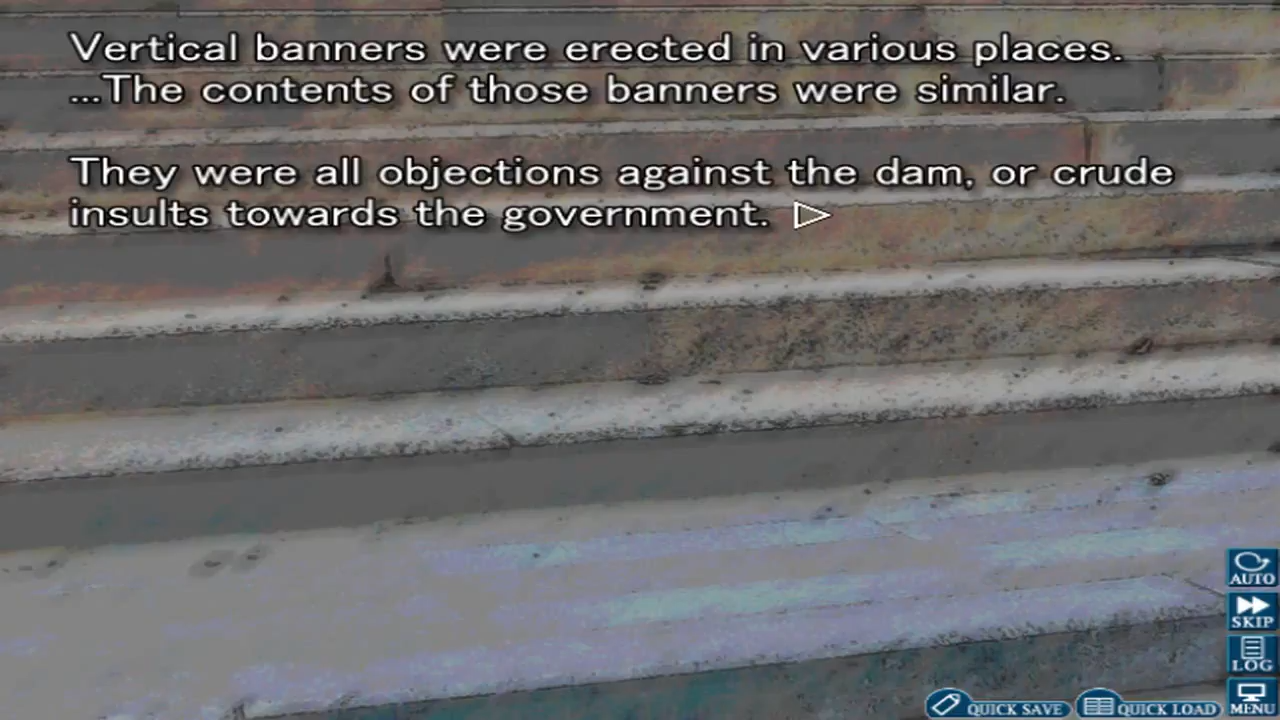 Vertical banners were erected in various places.
...The contents of those banners were similar.
They were all objections against the dam, or crude
insults towards the government.
AUTO
SKIP
LOG
MENU
QUICK SAVE
QUICK LOAD